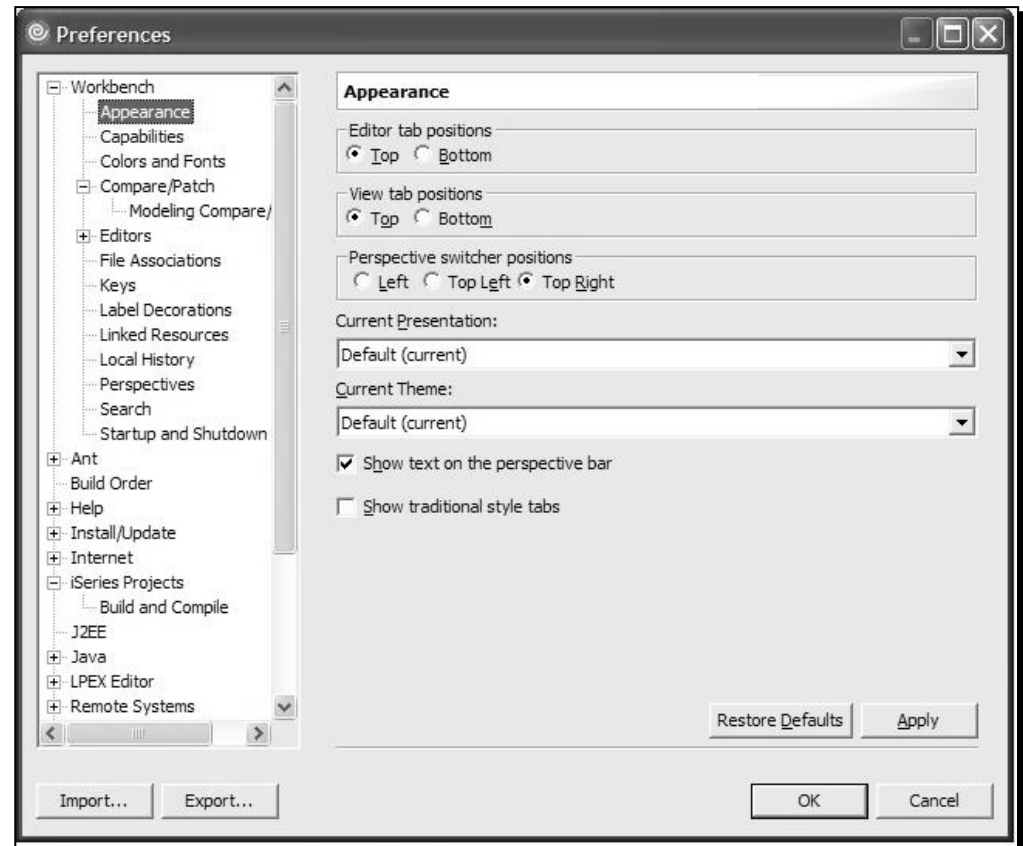 Preferences
Workbench
Appearance
Capabilities
Colors and Fonts
Compare/Patch
Modeling Compare/
Editors
File Associations
Keys
Label Decorations
Linked Resources
Local History
Perspectives
Search
Startup and Shutdown
Ant
Build Order
Help
Install/Update
Internet
iSeries Projects
Build and Compile
J2EE
Java
LPEX Editor
Remote Systems
Appearance
Editor tab positions
Top Bottom
View tab positions
Top Bottom
Perspective switcher positions
Left Top Left Top Right
Current Presentation:
Default (current)
Current Theme:
Default (current)
Show text on the perspective bar
Show traditional style tabs
Restore Defaults Apply
Import... Export... OK Cancel